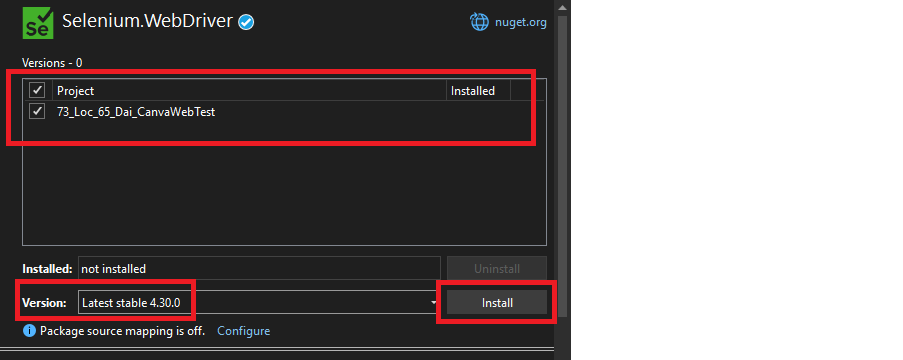 Se
Selenium.WebDriver
nuget.org
Versions - 0
Project Installed
73_Loc_65_Dai_CanvaWebTest
Installed: not installed Uninstall
Version: Latest stable 4.30.0 Install
Package source mapping is off. Configure